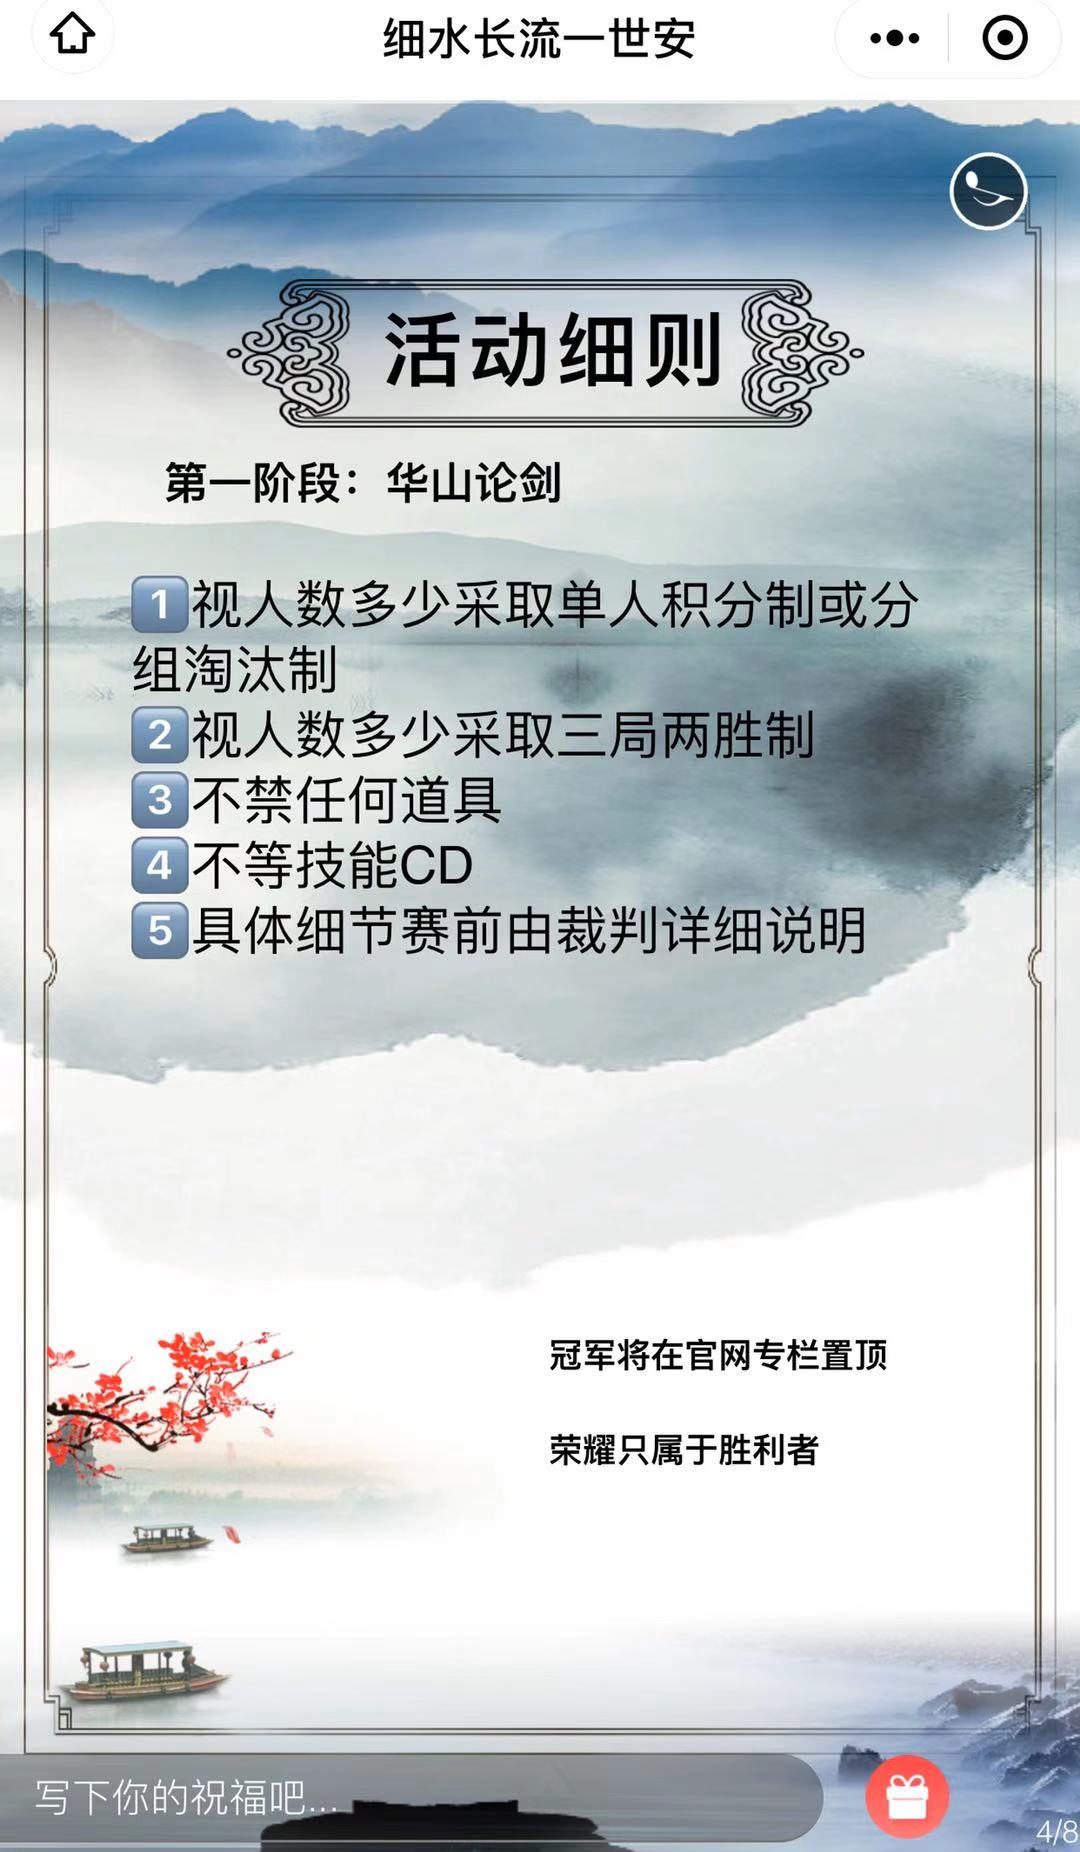 细水长流一世安
活动细则
第一阶段：华山论剑
1视人数多少采取单人积分制或分
组淘汰制
2视人数多少采取三局两胜制
3不禁任何道具
4不等技能CD
5具体细节赛前由裁判详细说明
冠军将在官网专栏置顶
荣耀只属于胜利者
写下你的祝福吧...
4/8